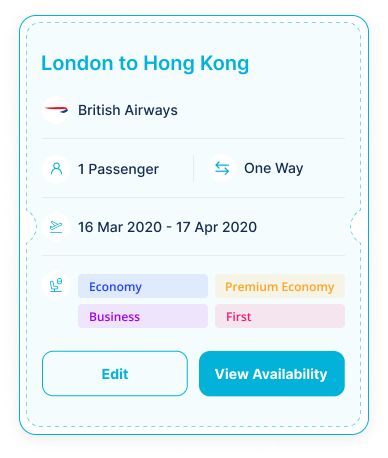 London to Hong Kong
British Airways
1 Passenger
One Way
16 Mar 2020 - 17 Apr 2020
Economy
Premium Economy
Business
First
Edit
View Availability